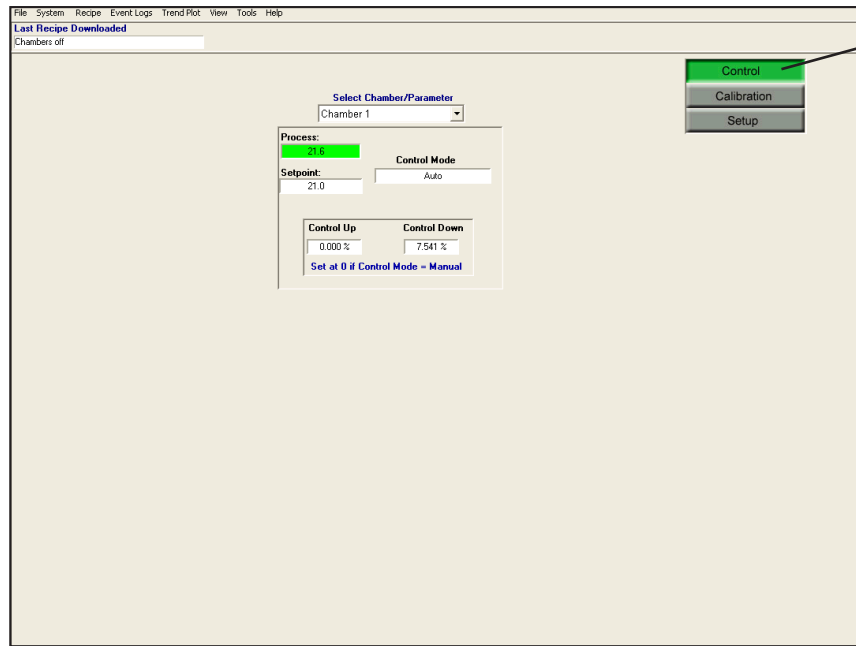 File System Recipe Event Logs Trend Plot View Tools Help
Last Recipe Downloaded
Chambers off
Control
Calibration
Setup
Select Chamber/Parameter
Chamber 1
Process:
21.6
Control Mode
Auto
Setpoint:
21.0
Control Up Control Down
0.000 % 7.541 %
Set at 0 if Control Mode = Manual